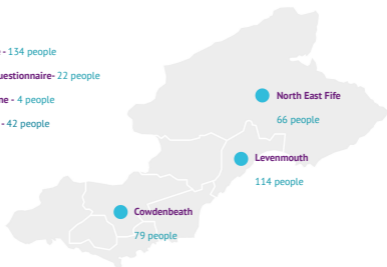 - 134 people
uestionnaire- 22 people
me - 4 people
- 42 people
North East Fife
66 people
Levenmouth
114 people
Cowdenbeath
79 people